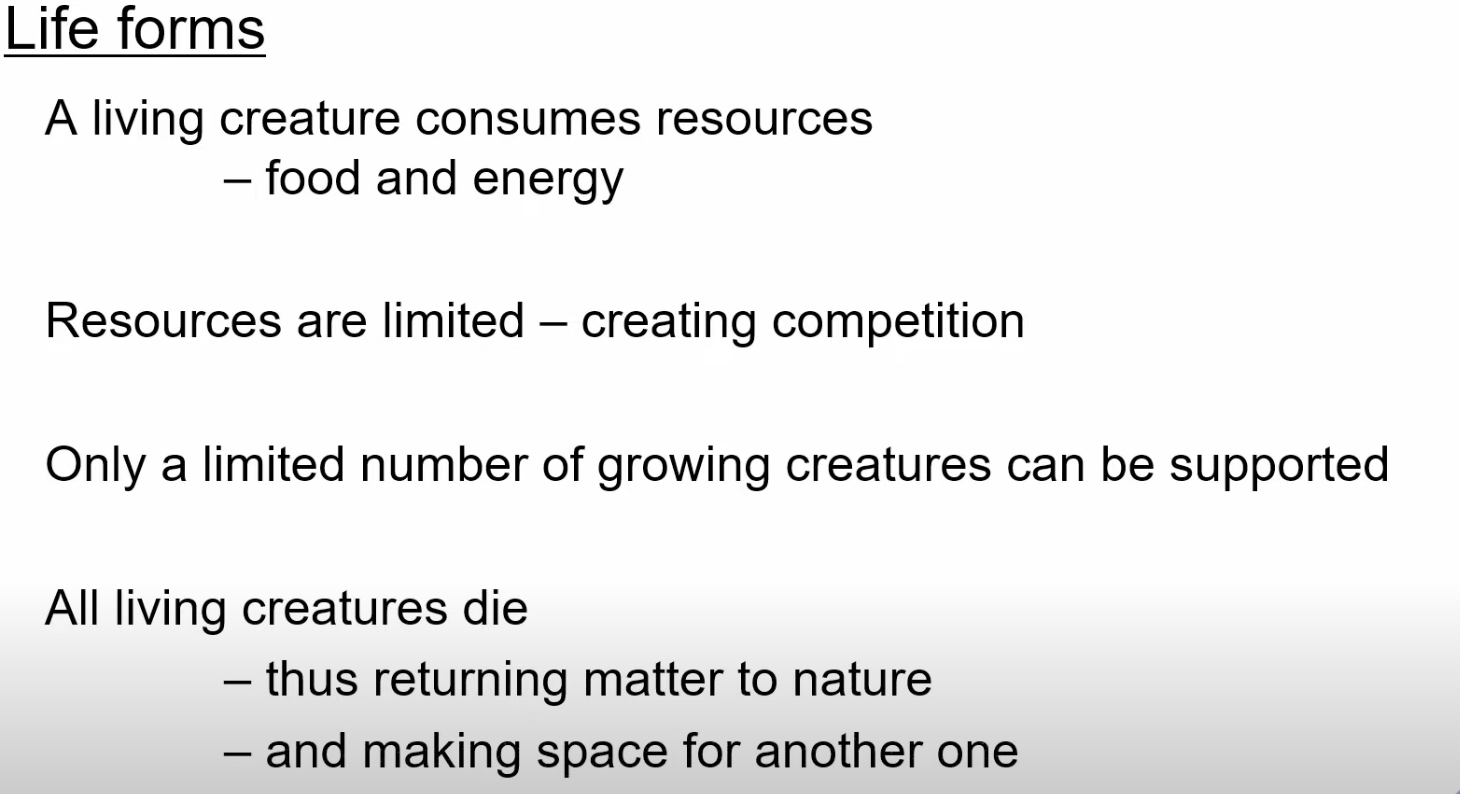 Life forms
A living creature consumes resources
– food and energy
Resources are limited – creating competition
Only a limited number of growing creatures can be supported
All living creatures die
– thus returning matter to nature
– and making space for another one